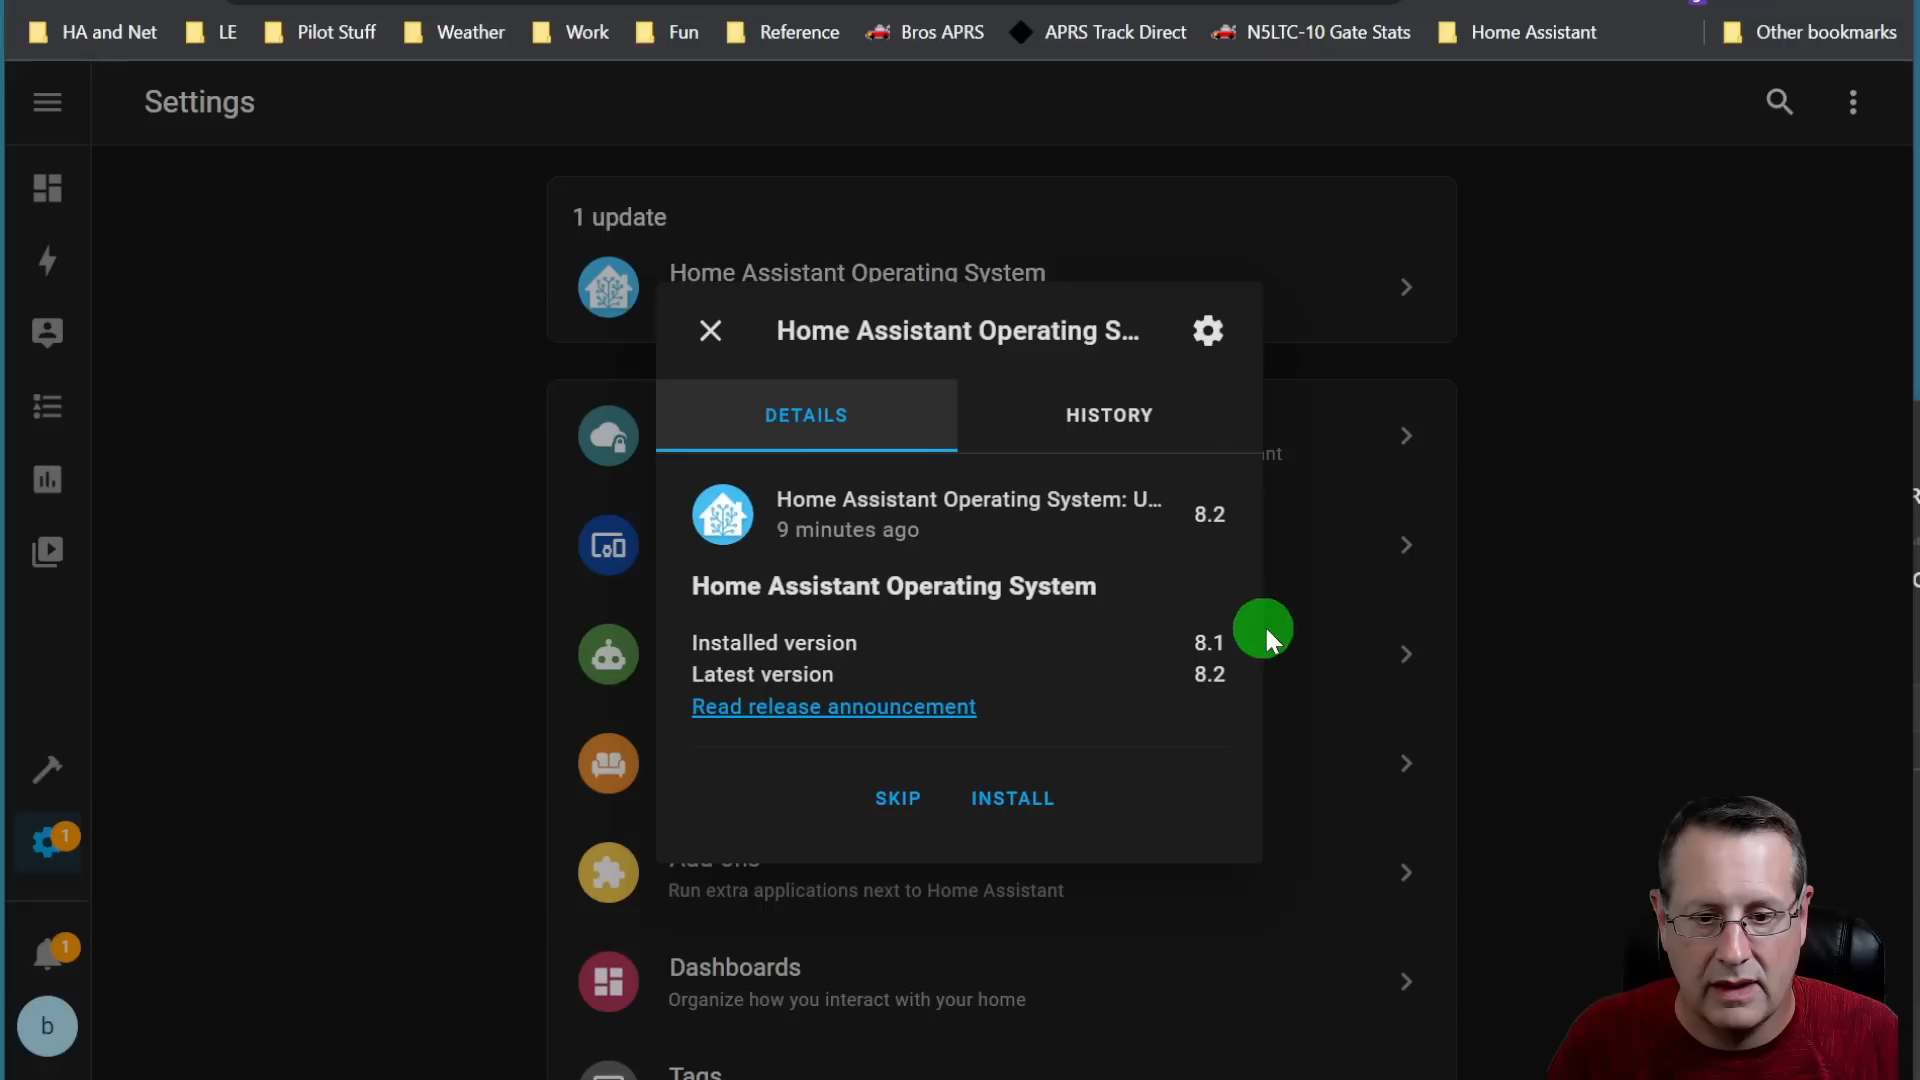 HA and Net LE Pilot Stuff Weather Work Fun Reference Bros APRS APRS Track Direct N5LTC-10 Gate Stats Home Assistant Other bookmarks
Settings
1 update
Home Assistant Operating System
Home Assistant Operating S...
DETAILS HISTORY
Home Assistant Operating System: U... 8.2
9 minutes ago
Home Assistant Operating System
Installed version 8.1
Latest version 8.2
Read release announcement
SKIP INSTALL
Add-ons
Run extra applications next to Home Assistant
Dashboards
Organize how you interact with your home
Tags
1
1
b